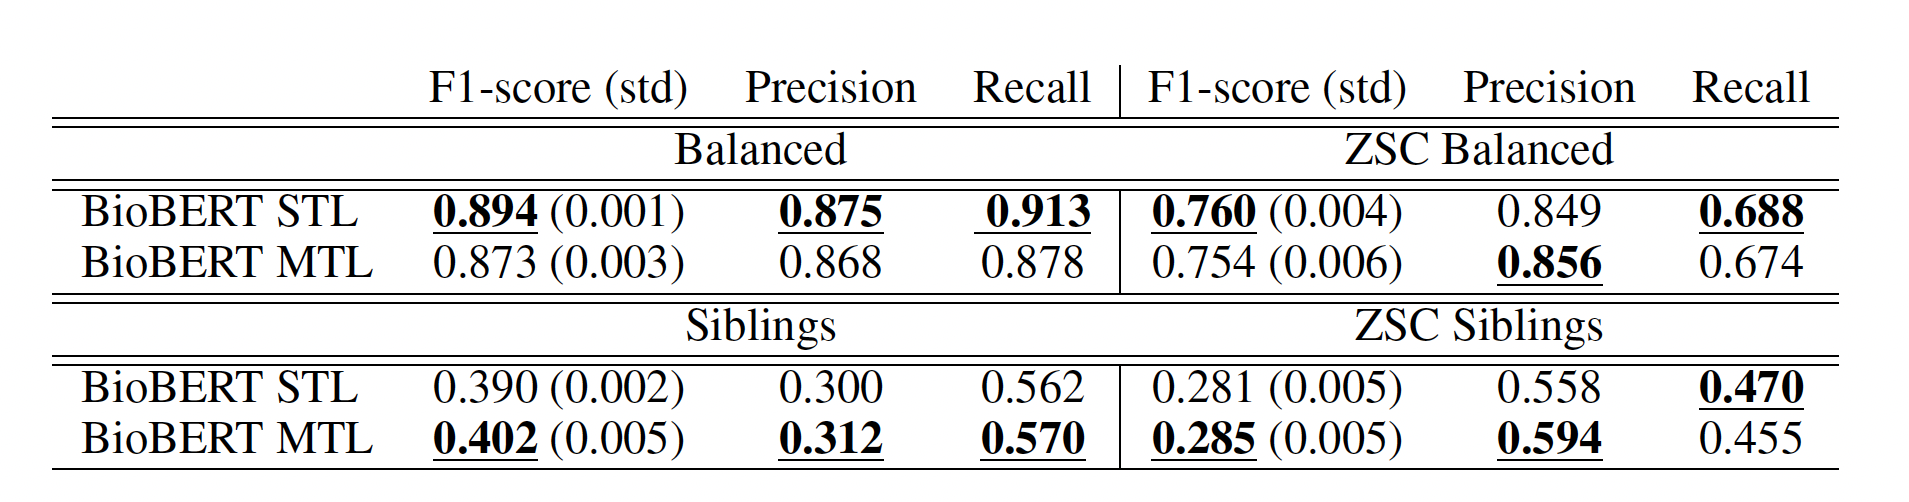 F1-score (std) Precision Recall F1-score (std) Precision Recall
Balanced ZSC Balanced
BioBERT STL 0.894 (0.001) 0.875 0.913 0.760 (0.004) 0.849 0.688
BioBERT MTL 0.873 (0.003) 0.868 0.878 0.754 (0.006) 0.856 0.674
Siblings ZSC Siblings
BioBERT STL 0.390 (0.002) 0.300 0.562 0.281 (0.005) 0.558 0.470
BioBERT MTL 0.402 (0.005) 0.312 0.570 0.285 (0.005) 0.594 0.455